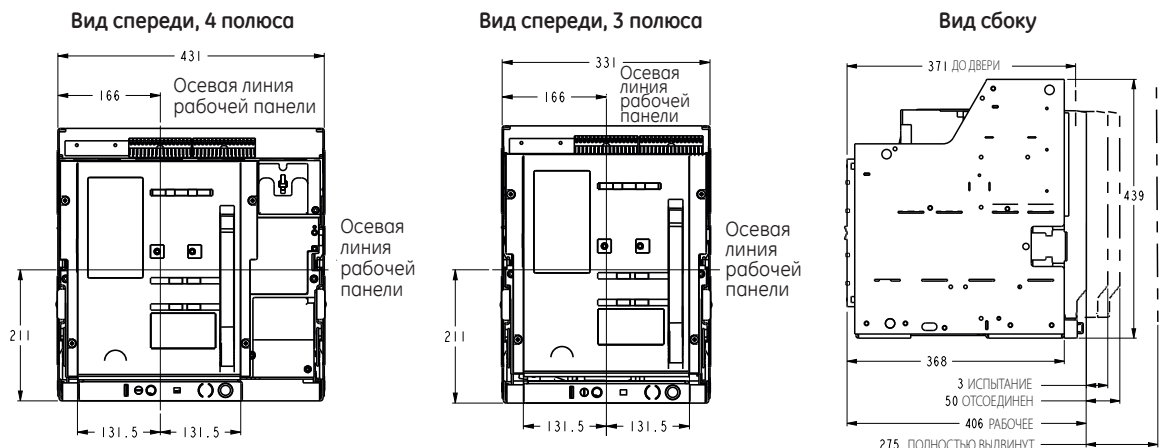 Вид спереди, 4 полюса
431
166
Осевая линия
рабочей панели
Осевая
линия
рабочей
панели
211
131.5
131.5
Вид спереди, 3 полюса
331
166
Осевая
линия
рабочей
панели
Осевая
линия
рабочей
панели
211
131.5
131.5
Вид сбоку
371 ДО ДВЕРИ
439
368
3 ИСПЫТАНИЕ
50 ОТСОЕДИНЕН
406 РАБОЧЕЕ
275 ПОЛНОСТЬЮ ВЫДВИНУТ